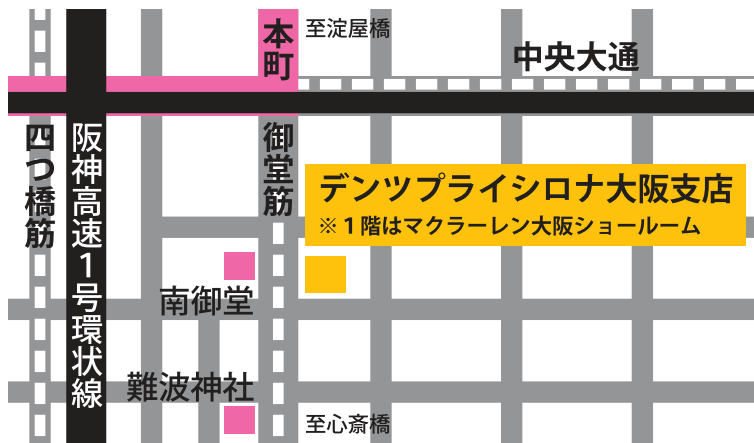 至淀屋橋
本町
中央大通
四つ橋筋
阪神高速1号環状線
御堂筋
デンツプライシロナ大阪支店
※1階はマクラーレン大阪ショールーム
南御堂
難波神社
至心斎橋